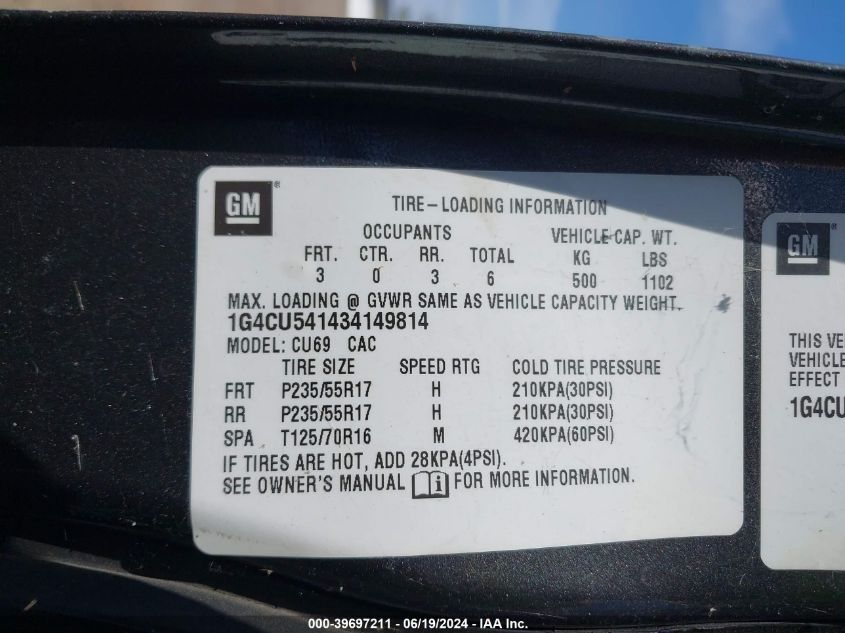 GM®
TIRE-LOADING INFORMATION
OCCUPANTS VEHICLE CAP. WT.
FRT. CTR. RR. TOTAL KG LBS
3 0 3 6 500 1102
MAX. LOADING @ GVWR SAME AS VEHICLE CAPACITY WEIGHT.
1G4CU541434149814
MODEL: CU69 CAC
TIRE SIZE SPEED RTG COLD TIRE PRESSURE
FRT P235/55R17 H 210KPA(30PSI)
RR P235/55R17 H 210KPA(30PSI)
SPA T125/70R16 M 420KPA(60PSI)
IF TIRES ARE HOT, ADD 28KPA(4PSI).
SEE OWNER'S MANUAL i FOR MORE INFORMATION.
GM
THIS VE
VEHICLE
EFFECT
1G4CU
000-39697211 - 06/19/2024 - IAA Inc.